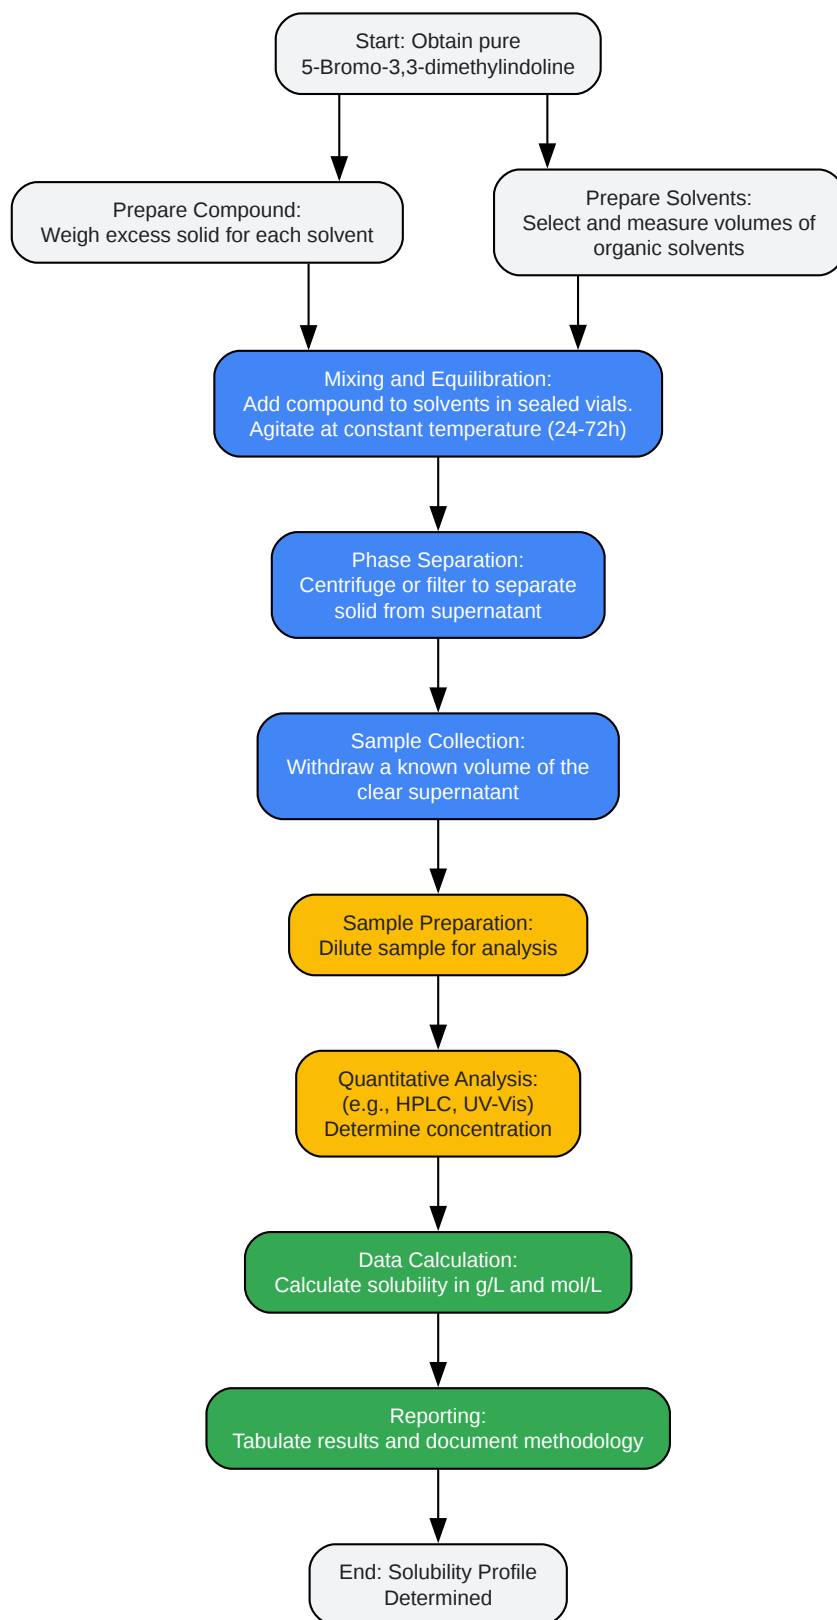 Start: Obtain pure
5-Bromo-3,3-dimethylindoline
Prepare Compound:
Weigh excess solid for each solvent
Prepare Solvents:
Select and measure volumes of
organic solvents
Mixing and Equilibration:
Add compound to solvents in sealed vials.
Agitate at constant temperature (24-72h)
Phase Separation:
Centrifuge or filter to separate
solid from supernatant
Sample Collection:
Withdraw a known volume of the
clear supernatant
Sample Preparation:
Dilute sample for analysis
Quantitative Analysis:
(e.g., HPLC, UV-Vis)
Determine concentration
Data Calculation:
Calculate solubility in g/L and mol/L
Reporting:
Tabulate results and document methodology
End: Solubility Profile
Determined